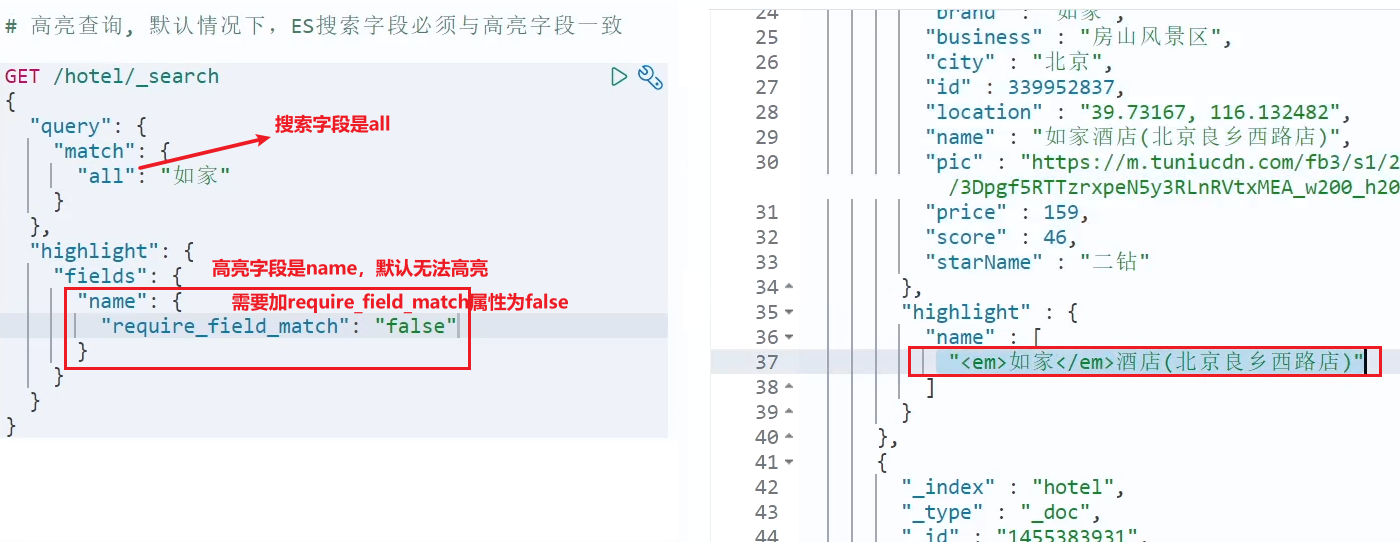 # 高亮查询, 默认情况下，ES搜索字段必须与高亮字段一致
GET /hotel/_search
{
"query": {
搜索字段是all
"match": {
"all": "如家"
}
},
"highlight": {
"fields": {
高亮字段是name，默认无法高亮
"name": {
需要加require_field_match属性为false
"require_field_match": "false"
}
}
}
}
24 "brand" : "如家",
25 "business" : "房山风景区",
26 "city" : "北京",
27 "id" : 339952837,
28 "location" : "39.73167, 116.132482",
29 "name" : "如家酒店(北京良乡西路店)",
30 "pic" : "https://m.tuniucdn.com/fb3/s1/2
/3Dpgf5RTTzrxpeN5y3RLnRVtxMEA_w200_h20
31 "price" : 159,
32 "score" : 46,
33 "starName" : "二钻"
34 },
35 "highlight" : {
36 "name" : [
37 "<em>如家</em>酒店(北京良乡西路店)"
38 ]
39 }
40 },
41 {
42 "_index" : "hotel",
43 "_type" : "_doc",
44 "_id" : "1455383931",